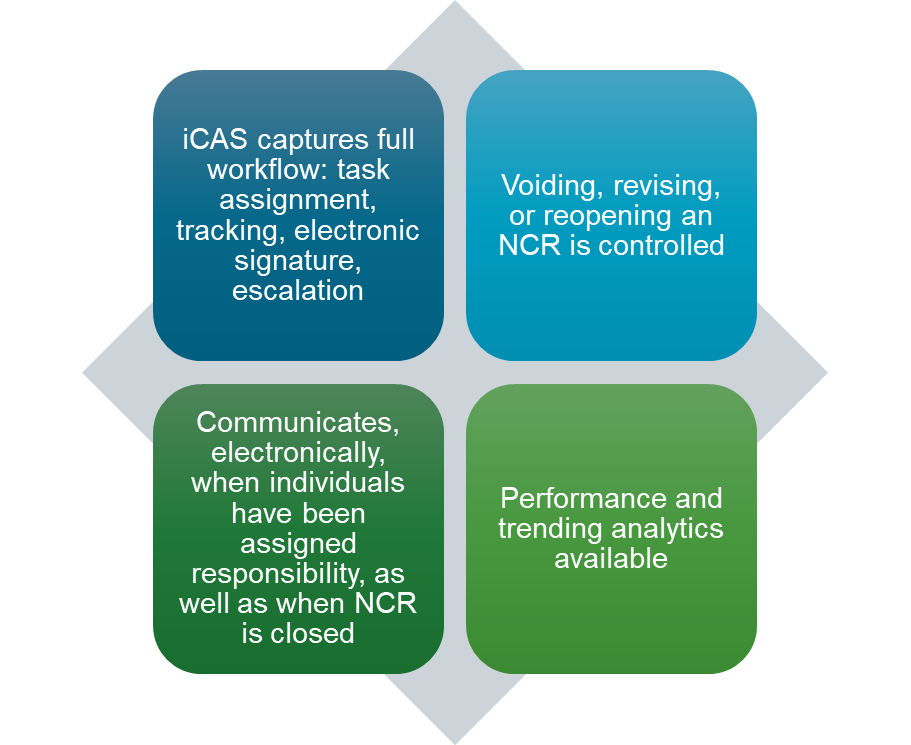 iCAS captures full
workflow: task
assignment,
tracking, electronic
signature,
escalation
Voiding, revising,
or reopening an
NCR is controlled
Communicates,
electronically,
when individuals
have been
assigned
responsibility, as
well as when NCR
is closed
Performance and
trending analytics
available